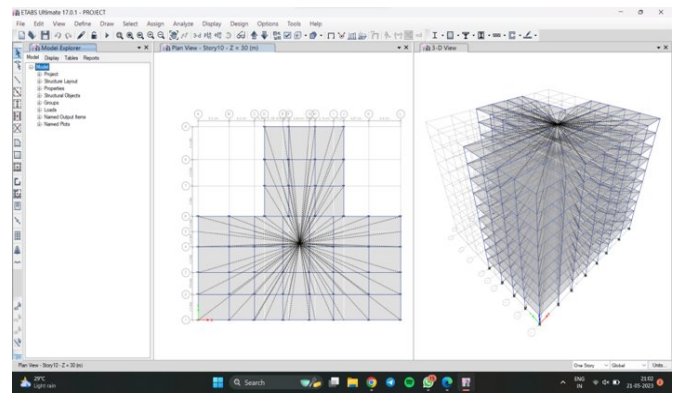 ETABS Ultimate 17.0.1 - PROJECT
File Edit View Define Draw Select Assign Analyze Display Design Options Tools Help
Model Explorer
Plan View - Story10 - Z = 30 (m)
3-D View
Model Display Tables Reports
Model
Project
Structure Layout
Properties
Structural Objects
Groups
Loads
Named Output Items
Named Plots
Plan View - Story10 - Z = 30 (m)
One Story Global Units...
29°C
Light rain
Search
ENG
IN
21:02
21-05-2023